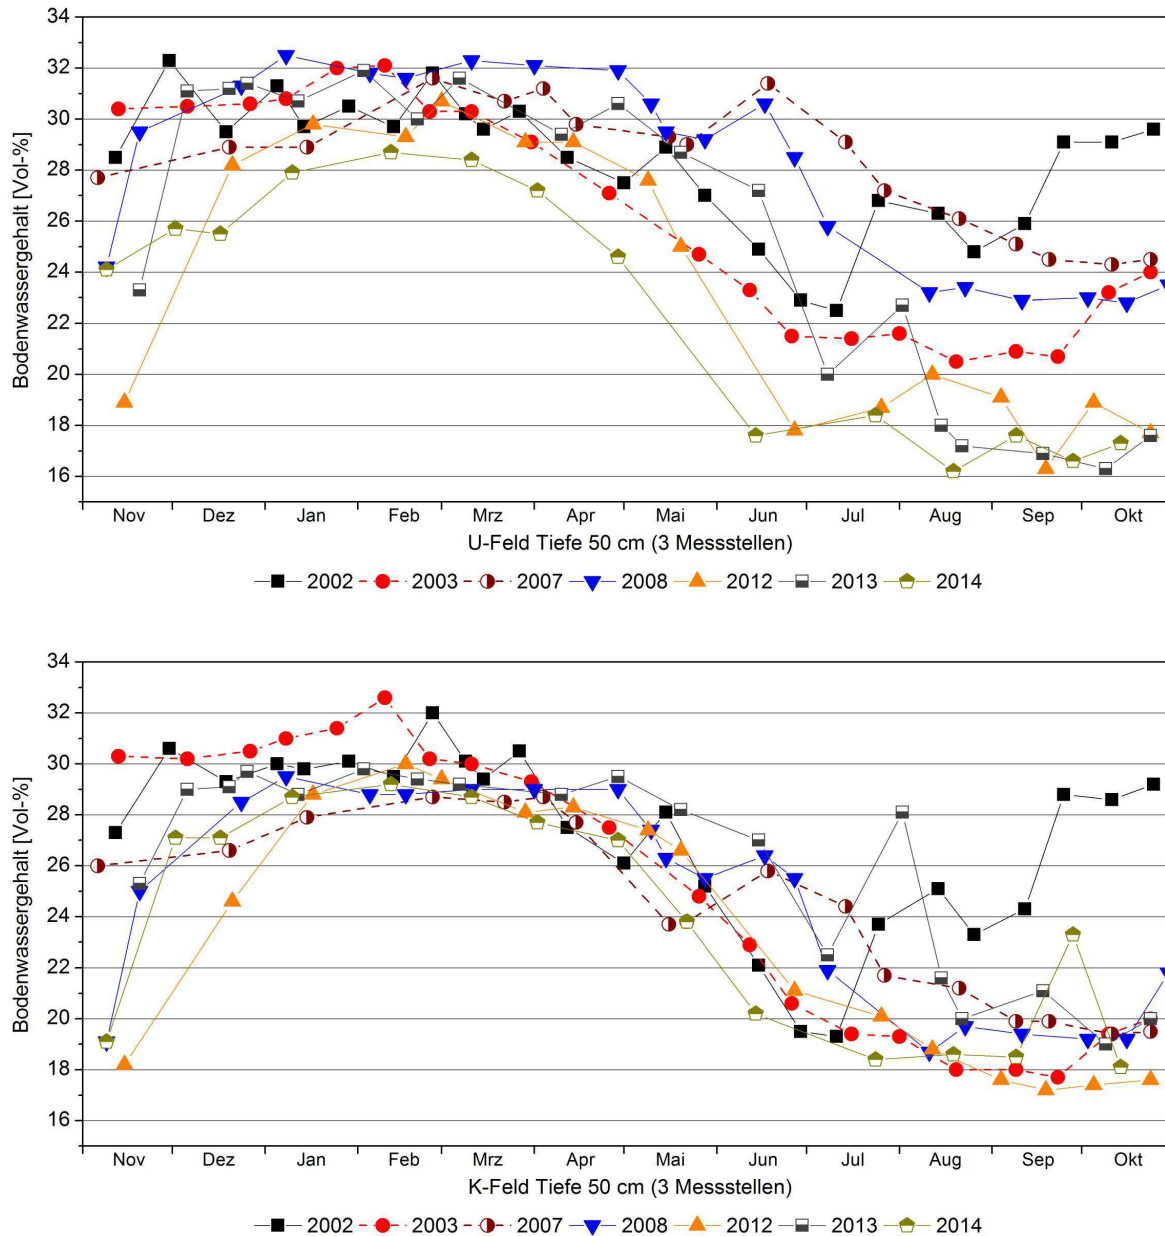 34
32
30
28
26
24
22
20
18
16
Bodenwassergehalt [Vol-%]
Nov Dez Jan Feb Mrz Apr Mai Jun Jul Aug Sep Okt
U-Feld Tiefe 50 cm (3 Messstellen)
2002 2003 2007 2008 2012 2013 2014
34
32
30
28
26
24
22
20
18
16
Bodenwassergehalt [Vol-%]
Nov Dez Jan Feb Mrz Apr Mai Jun Jul Aug Sep Okt
K-Feld Tiefe 50 cm (3 Messstellen)
2002 2003 2007 2008 2012 2013 2014